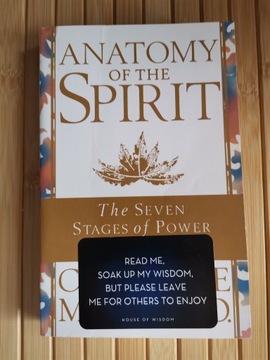 ANATOMY
OF THE
SPIRIT
The SEVEN
STAGES of POWER
READ ME,
SOAK UP MY WISDOM,
BUT PLEASE LEAVE
ME FOR OTHERS TO ENJOY
HOUSE OF WISDOM